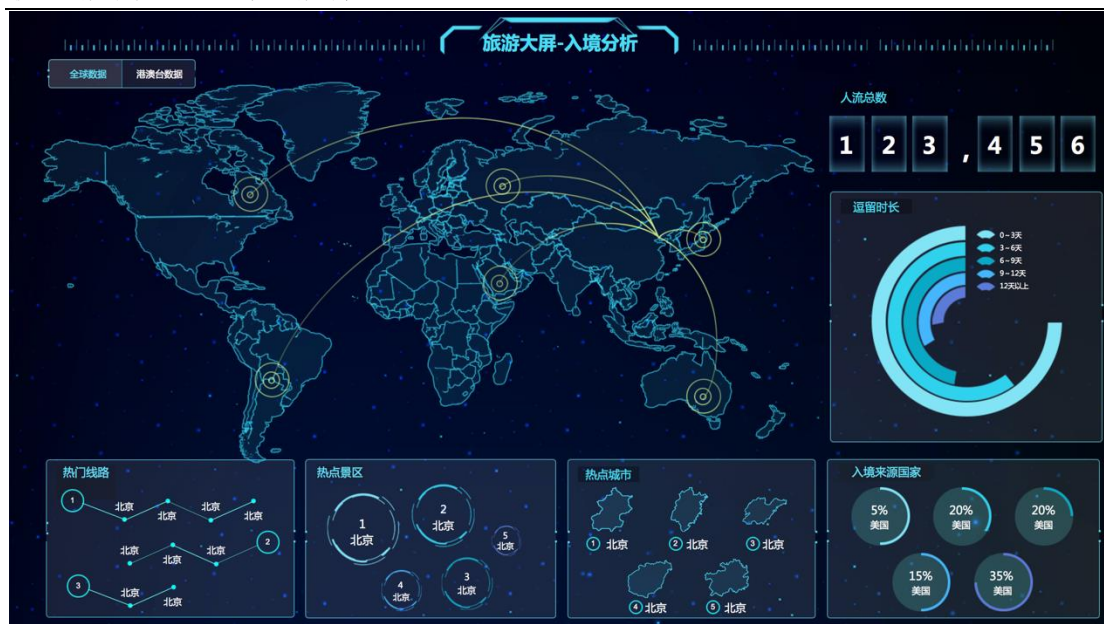 旅游大屏-入境分析
全球数据
港澳台数据
人流总数
1 2 3 , 4 5 6
逗留时长
0~3天
3~6天
6~9天
9~12天
12天以上
热门线路
1
北京
北京
北京
北京
北京
北京
北京
2
3
北京
北京
热点景区
1
北京
2
北京
5
北京
4
北京
3
北京
热点城市
1 北京
2 北京
3 北京
4 北京
5 北京
入境来源国家
5%
美国
20%
美国
20%
美国
15%
美国
35%
美国